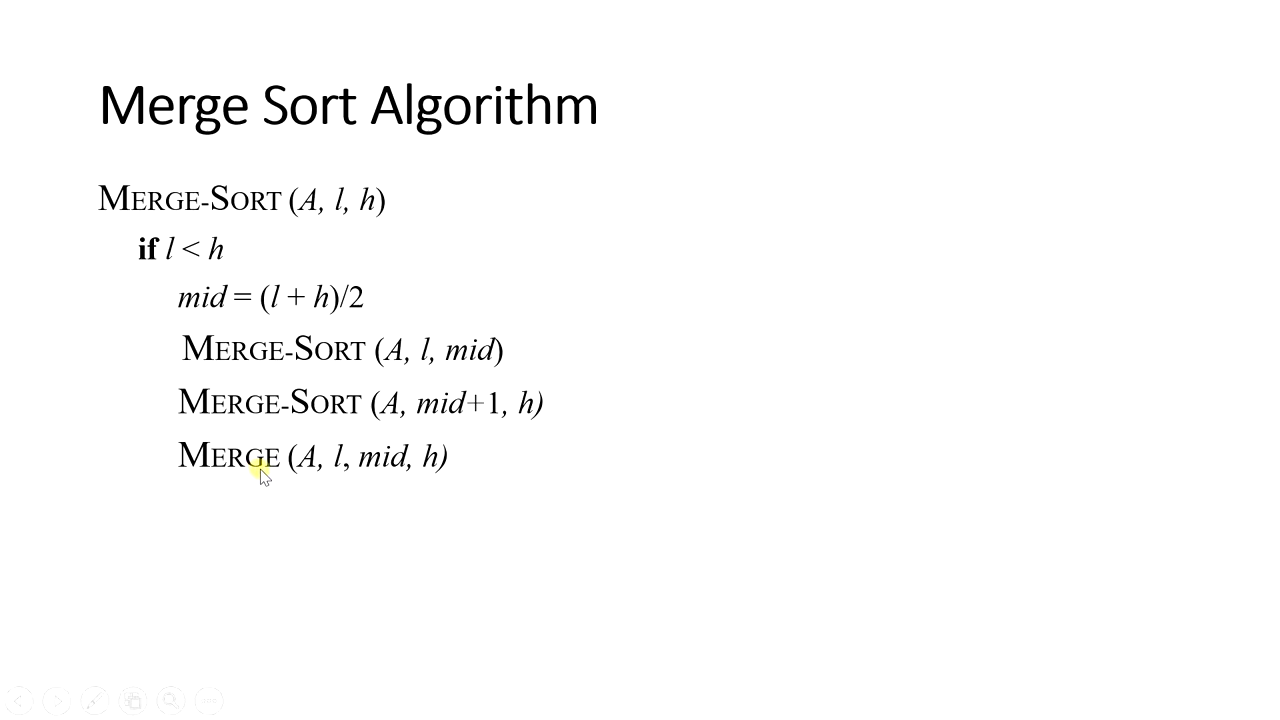 Merge Sort Algorithm
MERGE-SORT (A, l, h)
if l < h
mid = (l + h)/2
MERGE-SORT (A, l, mid)
MERGE-SORT (A, mid+1, h)
MERGE (A, l, mid, h)